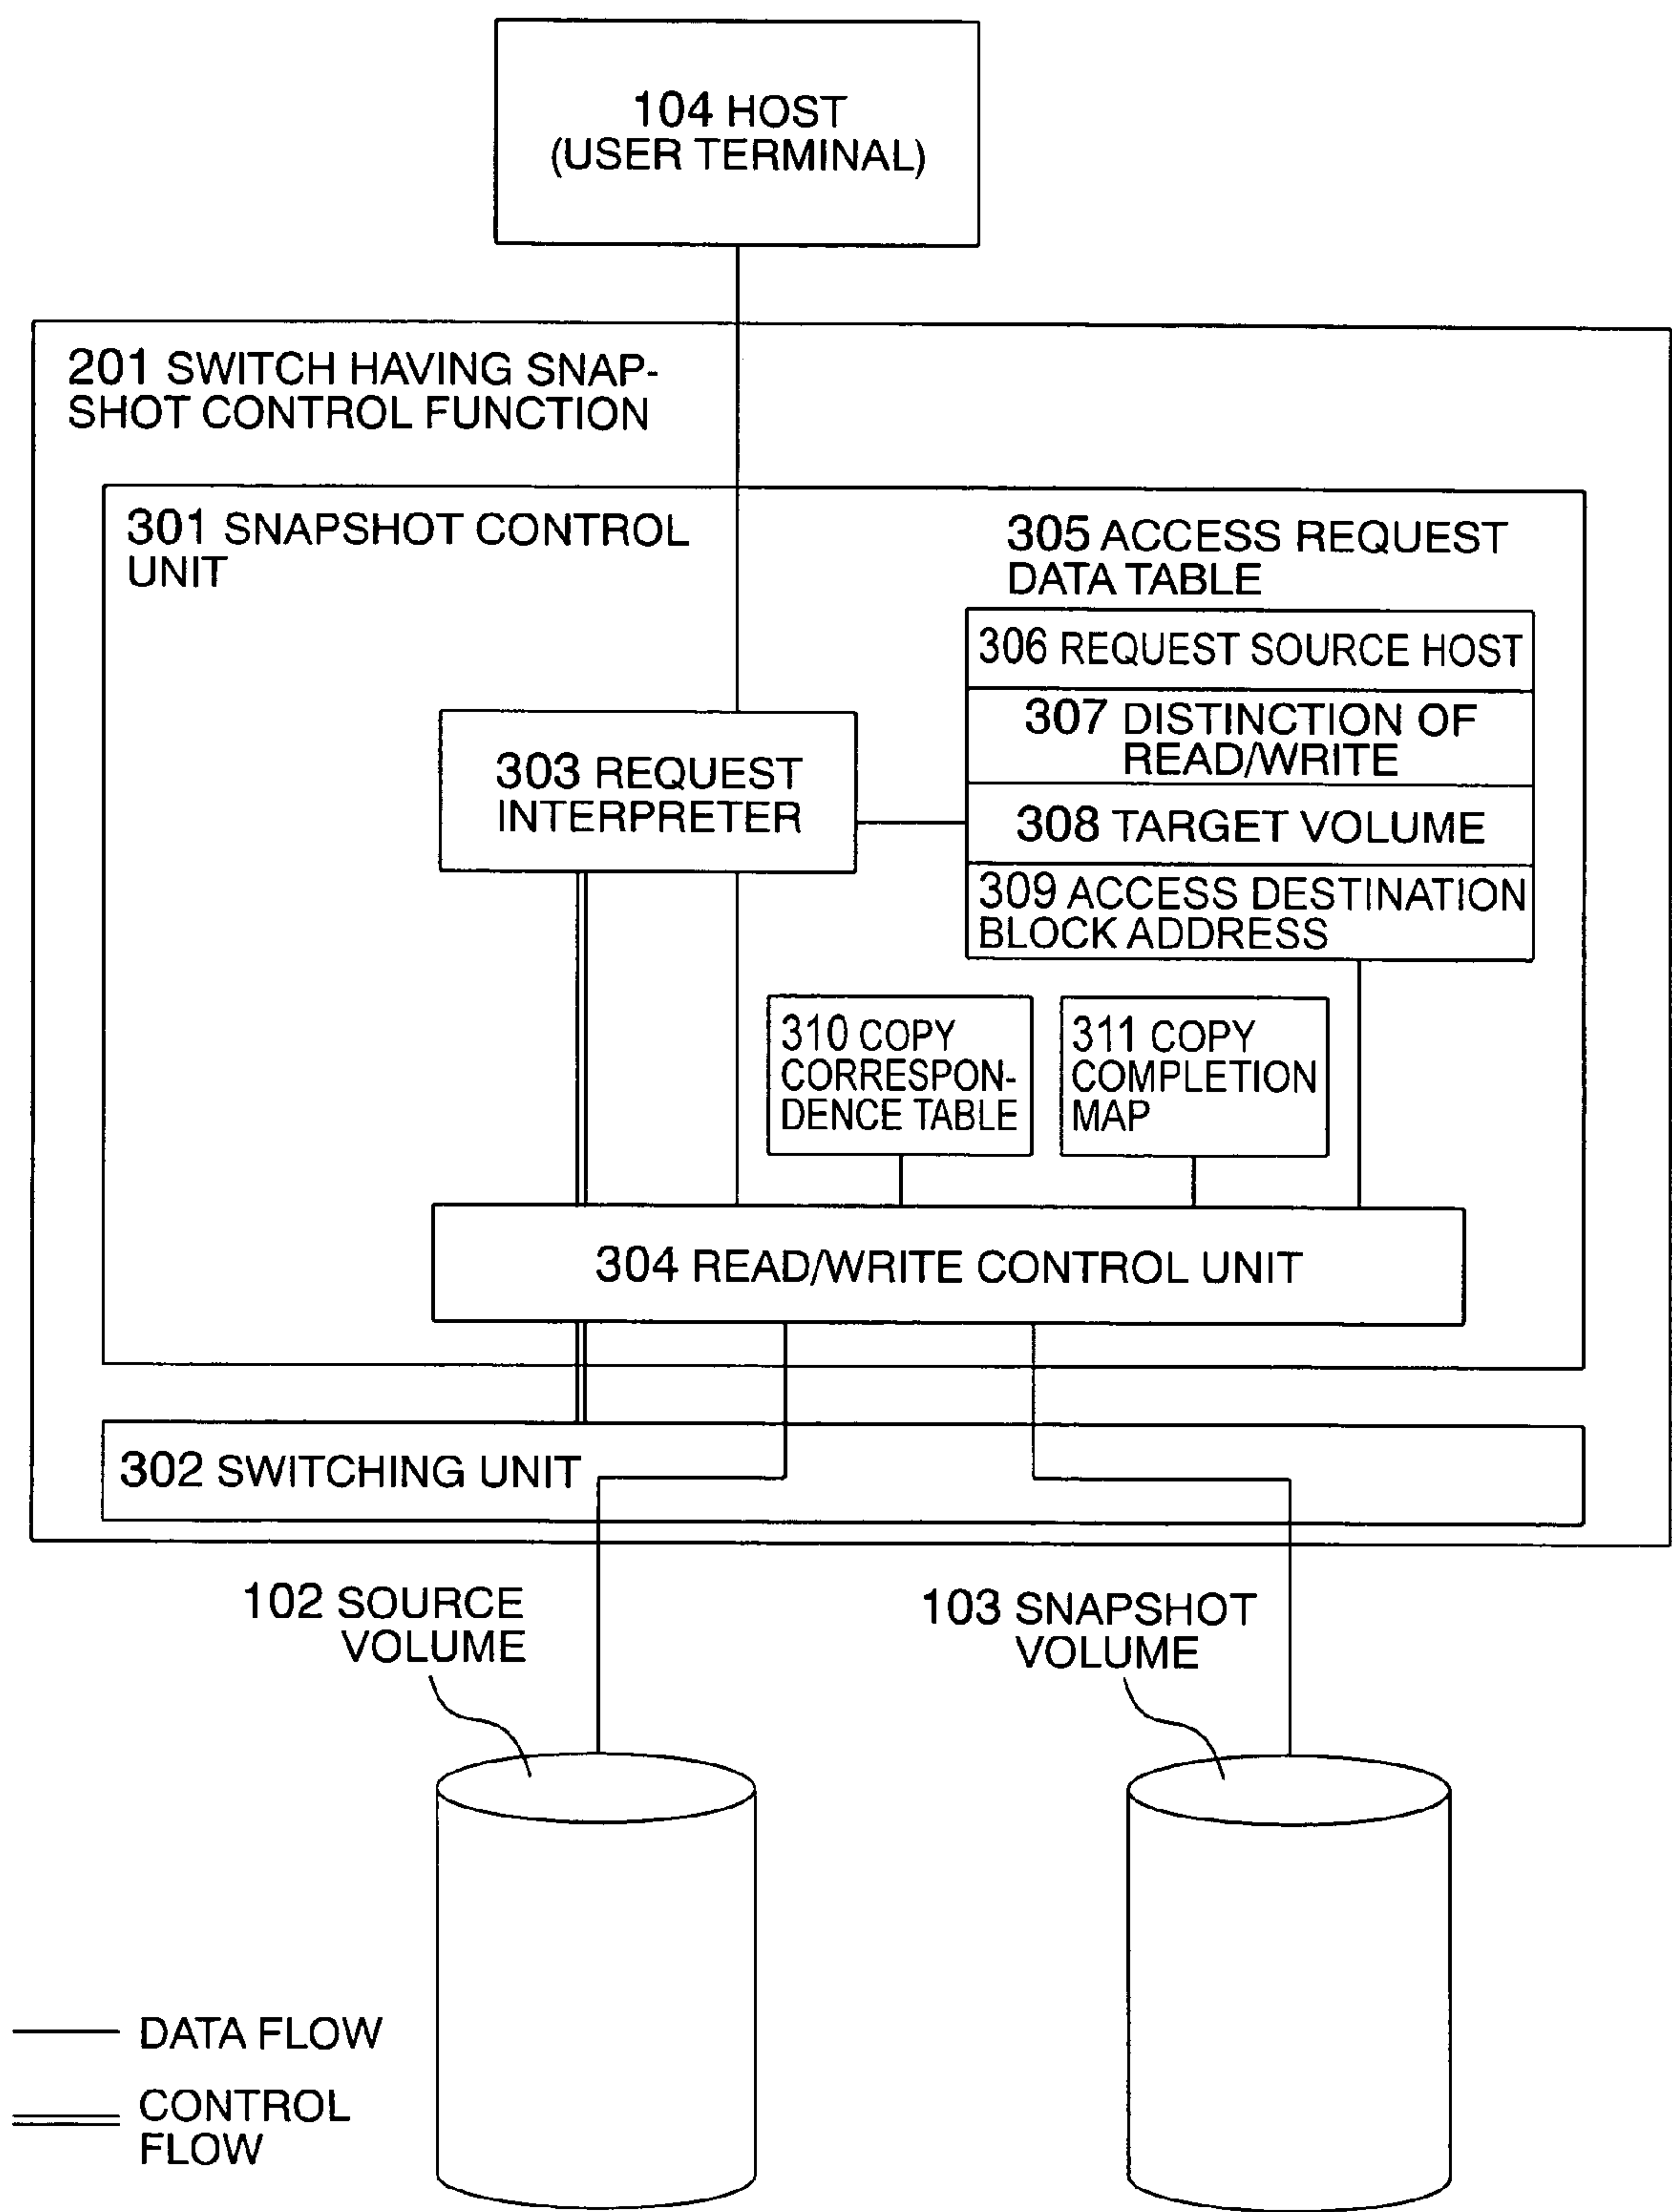 104 HOST
(USER TERMINAL)
201 SWITCH HAVING SNAP-
SHOT CONTROL FUNCTION
301 SNAPSHOT CONTROL
UNIT
305 ACCESS REQUEST
DATA TABLE
306 REQUEST SOURCE HOST
307 DISTINCTION OF
READ/WRITE
308 TARGET VOLUME
309 ACCESS DESTINATION
BLOCK ADDRESS
303 REQUEST
INTERPRETER
310 COPY
CORRESPON-
DENCE TABLE
311 COPY
COMPLETION
MAP
304 READ/WRITE CONTROL UNIT
302 SWITCHING UNIT
102 SOURCE
VOLUME
103 SNAPSHOT
VOLUME
DATA FLOW
CONTROL
FLOW